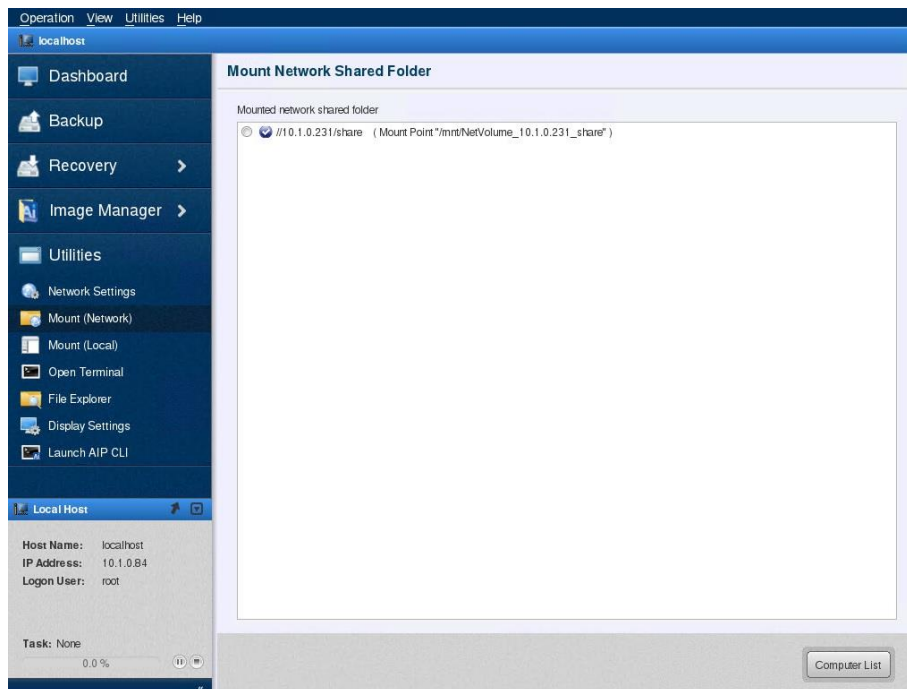 Operation View Utilities Help
localhost
Dashboard
Backup
Recovery
Image Manager
Utilities
Network Settings
Mount (Network)
Mount (Local)
Open Terminal
File Explorer
Display Settings
Launch AIP CLI
Local Host
Host Name: localhost
IP Address: 10.1.0.84
Logon User: root
Task: None
0.0 %
Mount Network Shared Folder
Mounted network shared folder
//10.1.0.231/share ( Mount Point "/mnt/NetVolume_10.1.0.231_share" )
Computer List